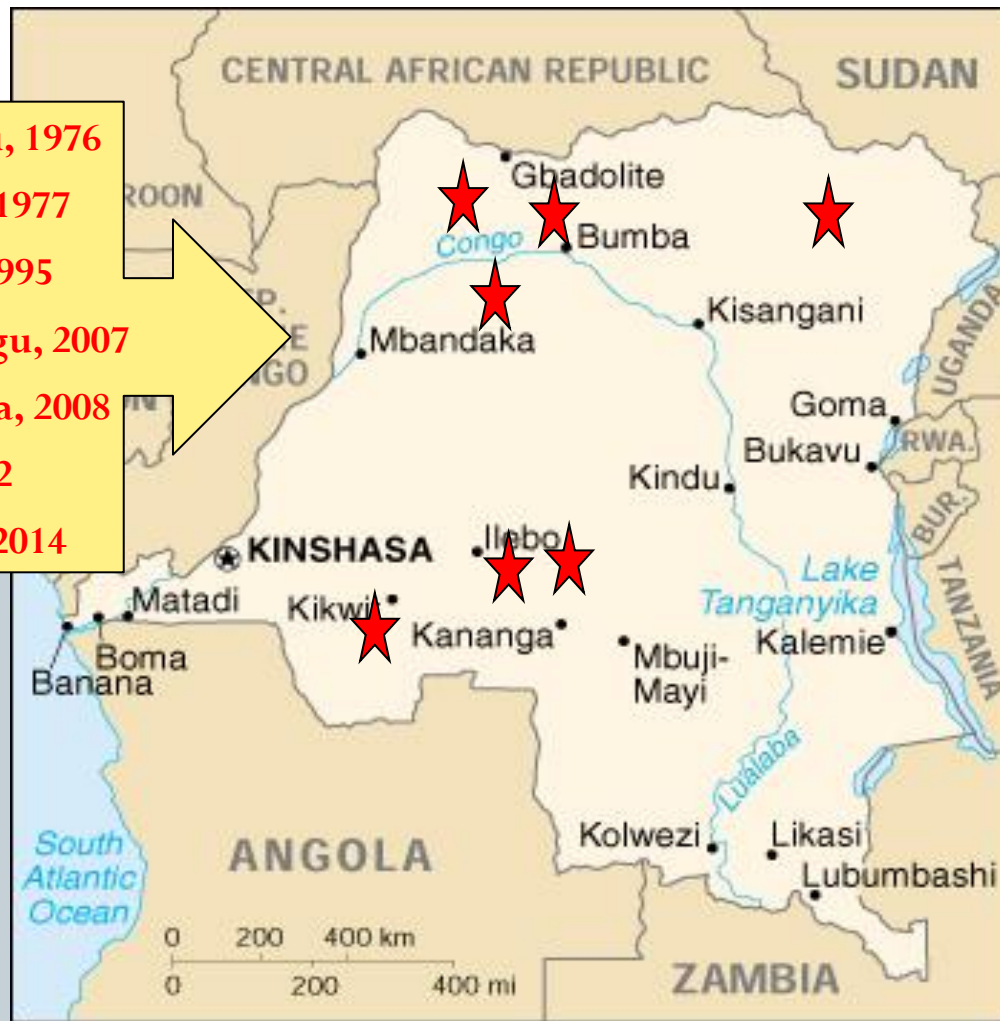 CENTRAL AFRICAN REPUBLIC
SUDAN
, 1976
1977
995
gu, 2007
a, 2008
2
2014
ROON
Gbadolite
Congo
Bumba
Kisangani
Mbandaka
UGANDA
Goma
RWA.
Bukavu
Kindu
BUR.
KINSHASA
Ilebo
Lake
Tanganyika
TANZANIA
Matadi
Kikwit
Kananga
Kalemie
Boma
Banana
Mbuji-
Mayi
Lualaba
South
Atlantic
Ocean
ANGOLA
Kolwezi
Likasi
Lubumbashi
0 200 400 km
0 200 400 mi
ZAMBIA